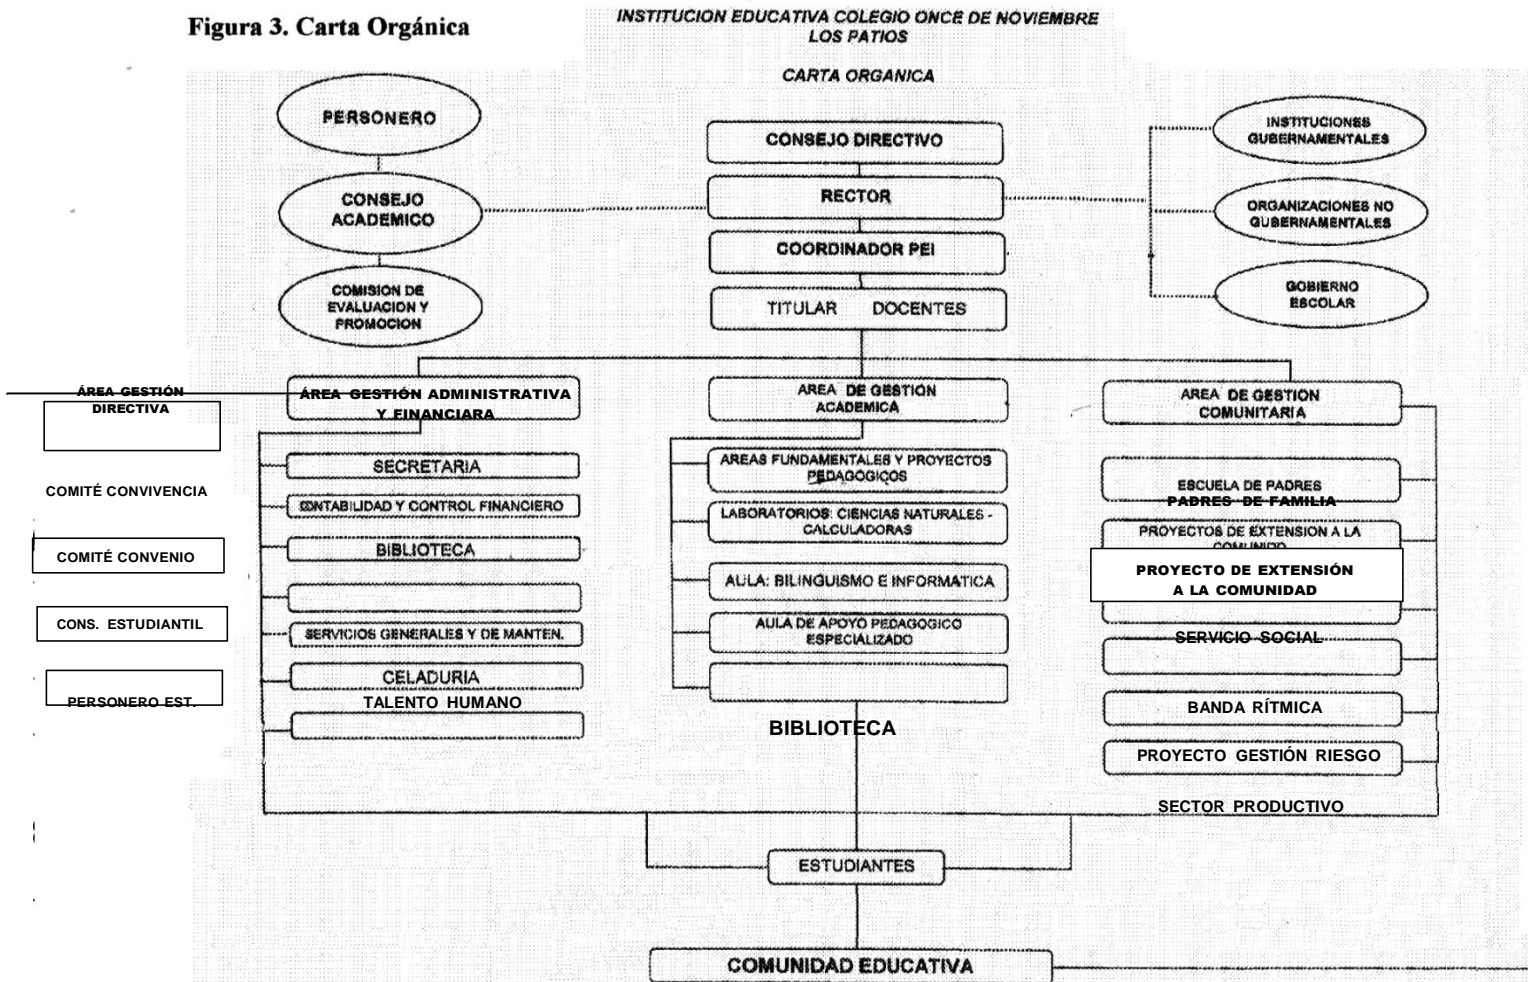 Figura 3. Carta Orgánica
INSTITUCION EDUCATIVA COLEGIO ONCE DE NOVIEMBRE
LOS PATIOS
CARTA ORGANICA
PERSONERO
CONSEJO
ACADEMICO
COMISION DE
EVALUACION Y
PROMOCION
CONSEJO DIRECTIVO
RECTOR
COORDINADOR PEI
TITULAR DOCENTES
INSTITUCIONES
GUBERNAMENTALES
ORGANIZACIONES NO
GUBERNAMENTALES
GOBIERNO
ESCOLAR
ÁREA GESTIÓN
DIRECTIVA
COMITÉ CONVIVENCIA
COMITÉ CONVENIO
CONS. ESTUDIANTIL
PERSONERO EST.
ÁREA GESTIÓN ADMINISTRATIVA
Y FINANCIARA
SECRETARIA
CONTABILIDAD Y CONTROL FINANCIERO
BIBLIOTECA
SERVICIOS GENERALES Y DE MANTEN.
CELADURIA
TALENTO HUMANO
AREA DE GESTION
ACADEMICA
AREAS FUNDAMENTALES Y PROYECTOS
PEDAGOGICOS
LABORATORIOS: CIENCIAS NATURALES -
CALCULADORAS
AULA: BILINGUISMO E INFORMATICA
AULA DE APOYO PEDAGOGICO
ESPECIALIZADO
BIBLIOTECA
AREA DE GESTION
COMUNITARIA
ESCUELA DE PADRES
PADRES DE FAMILIA
PROYECTOS DE EXTENSION A LA
PROYECTO DE EXTENSIÓN
A LA COMUNIDAD
SERVICIO SOCIAL
BANDA RÍTMICA
PROYECTO GESTIÓN RIESGO
SECTOR PRODUCTIVO
ESTUDIANTES
COMUNIDAD EDUCATIVA